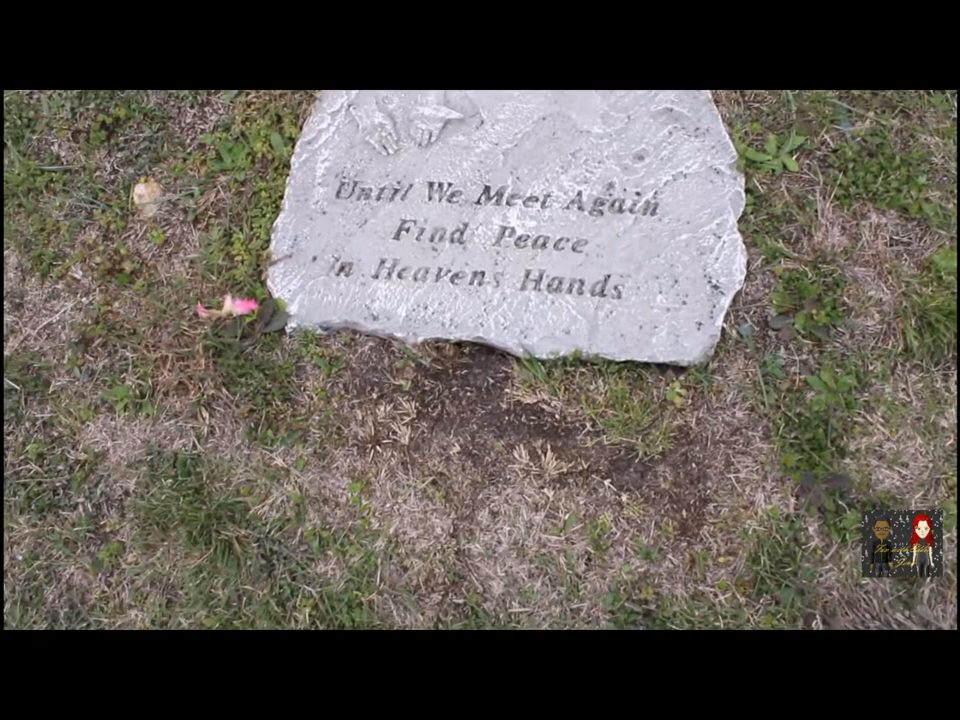 Until We Meet Again
Find Peace
in Heavens Hands